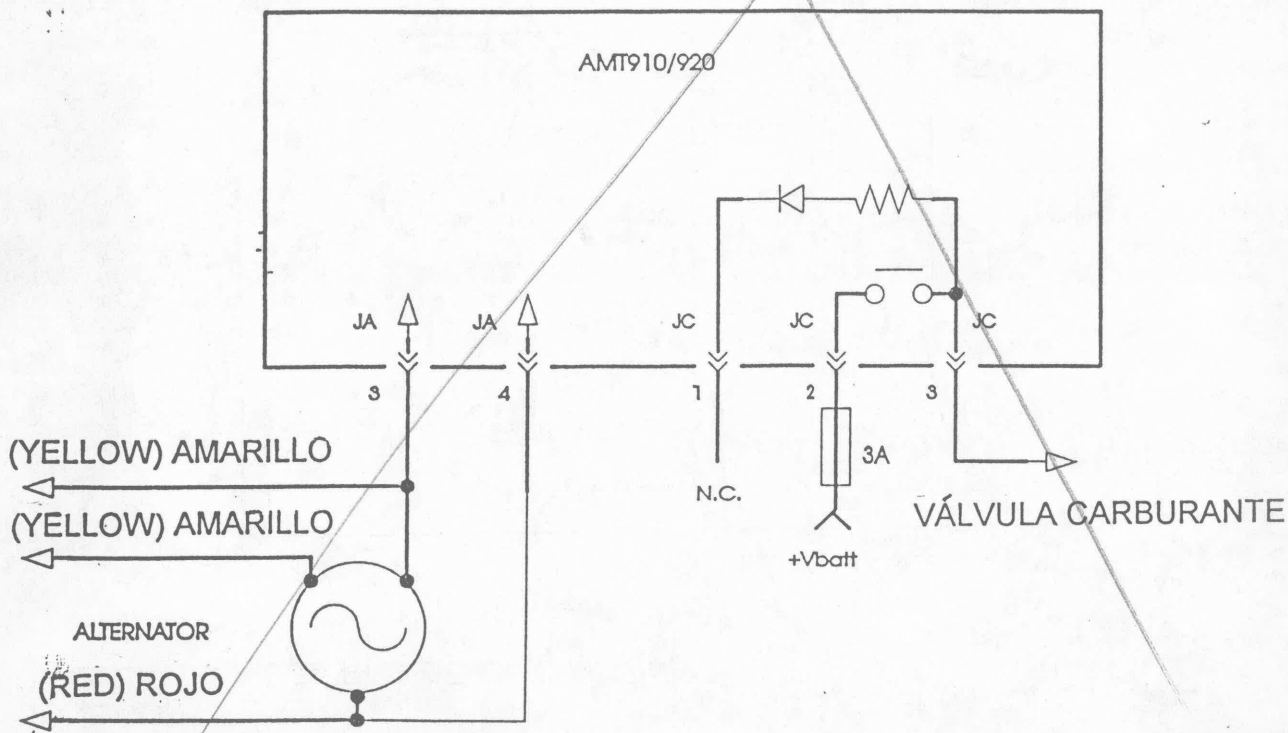 AMT910/920
JA
JA
JC
JC
JC
3
4
1
2
3
(YELLOW) AMARILLO
3A
N.C.
(YELLOW) AMARILLO
VÁLVULA CARBURANTE
+Vbatt
ALTERNATOR
(RED) ROJO